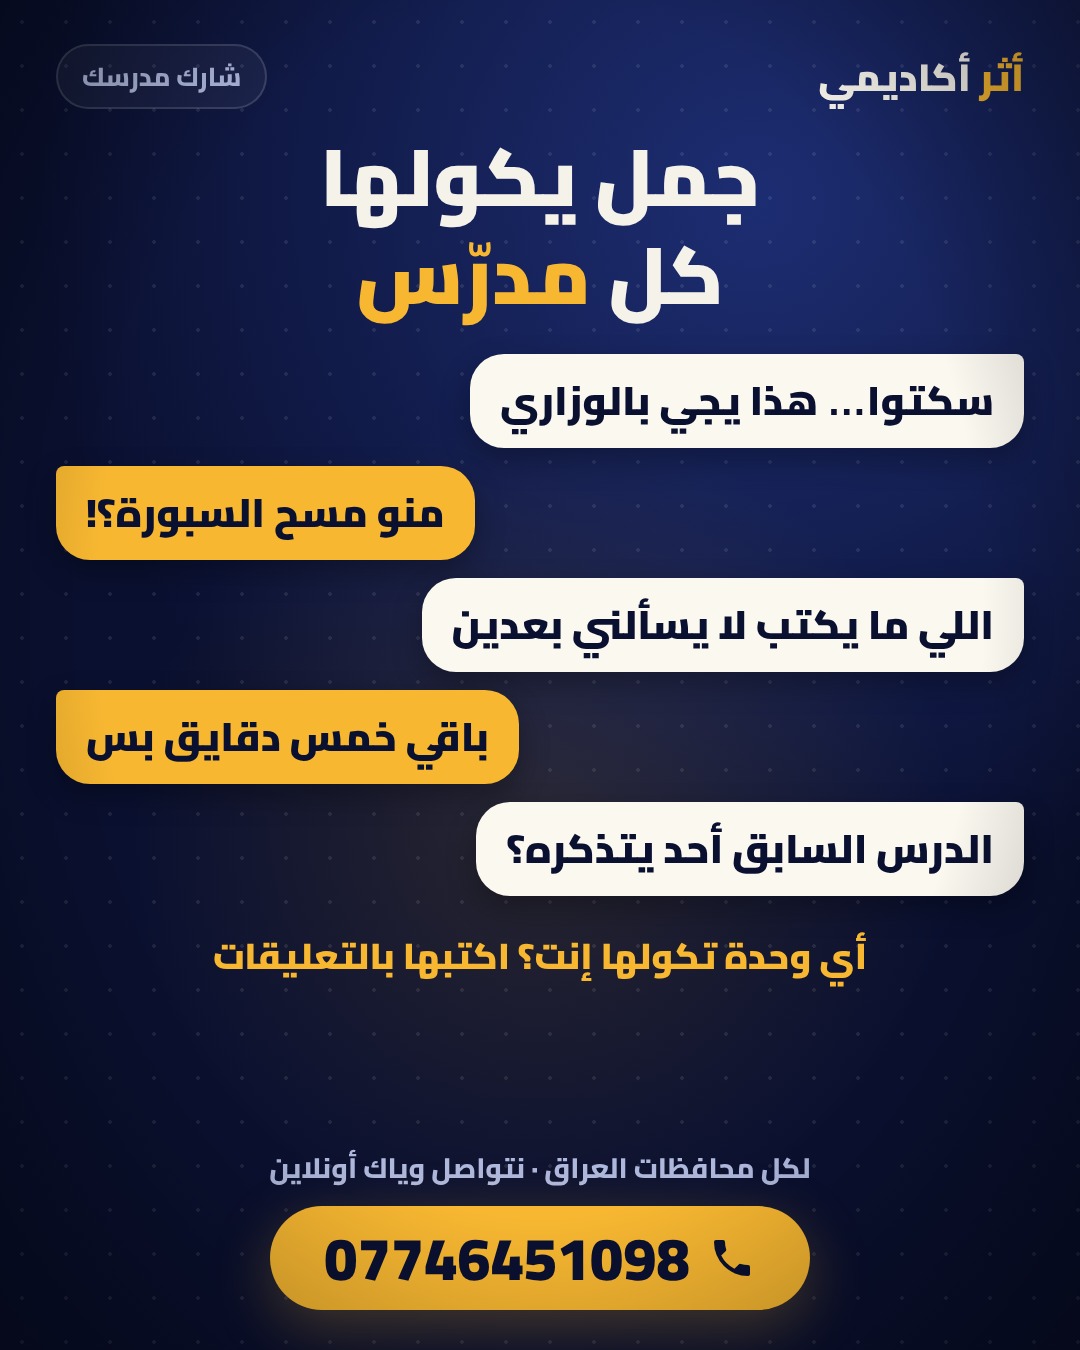 أثر أكاديمي
شارك مدرسك
جمل يكولها
كل مدرّس
سكتوا... هذا يجي بالوزاري
منو مسح السبورة؟!
اللي ما يكتب لا يسألني بعدين
باقي خمس دقايق بس
الدرس السابق أحد يتذكره؟
أي وحدة تكولها إنت؟ اكتبها بالتعليقات
لكل محافظات العراق · نتواصل وياك أونلاين
07746451098